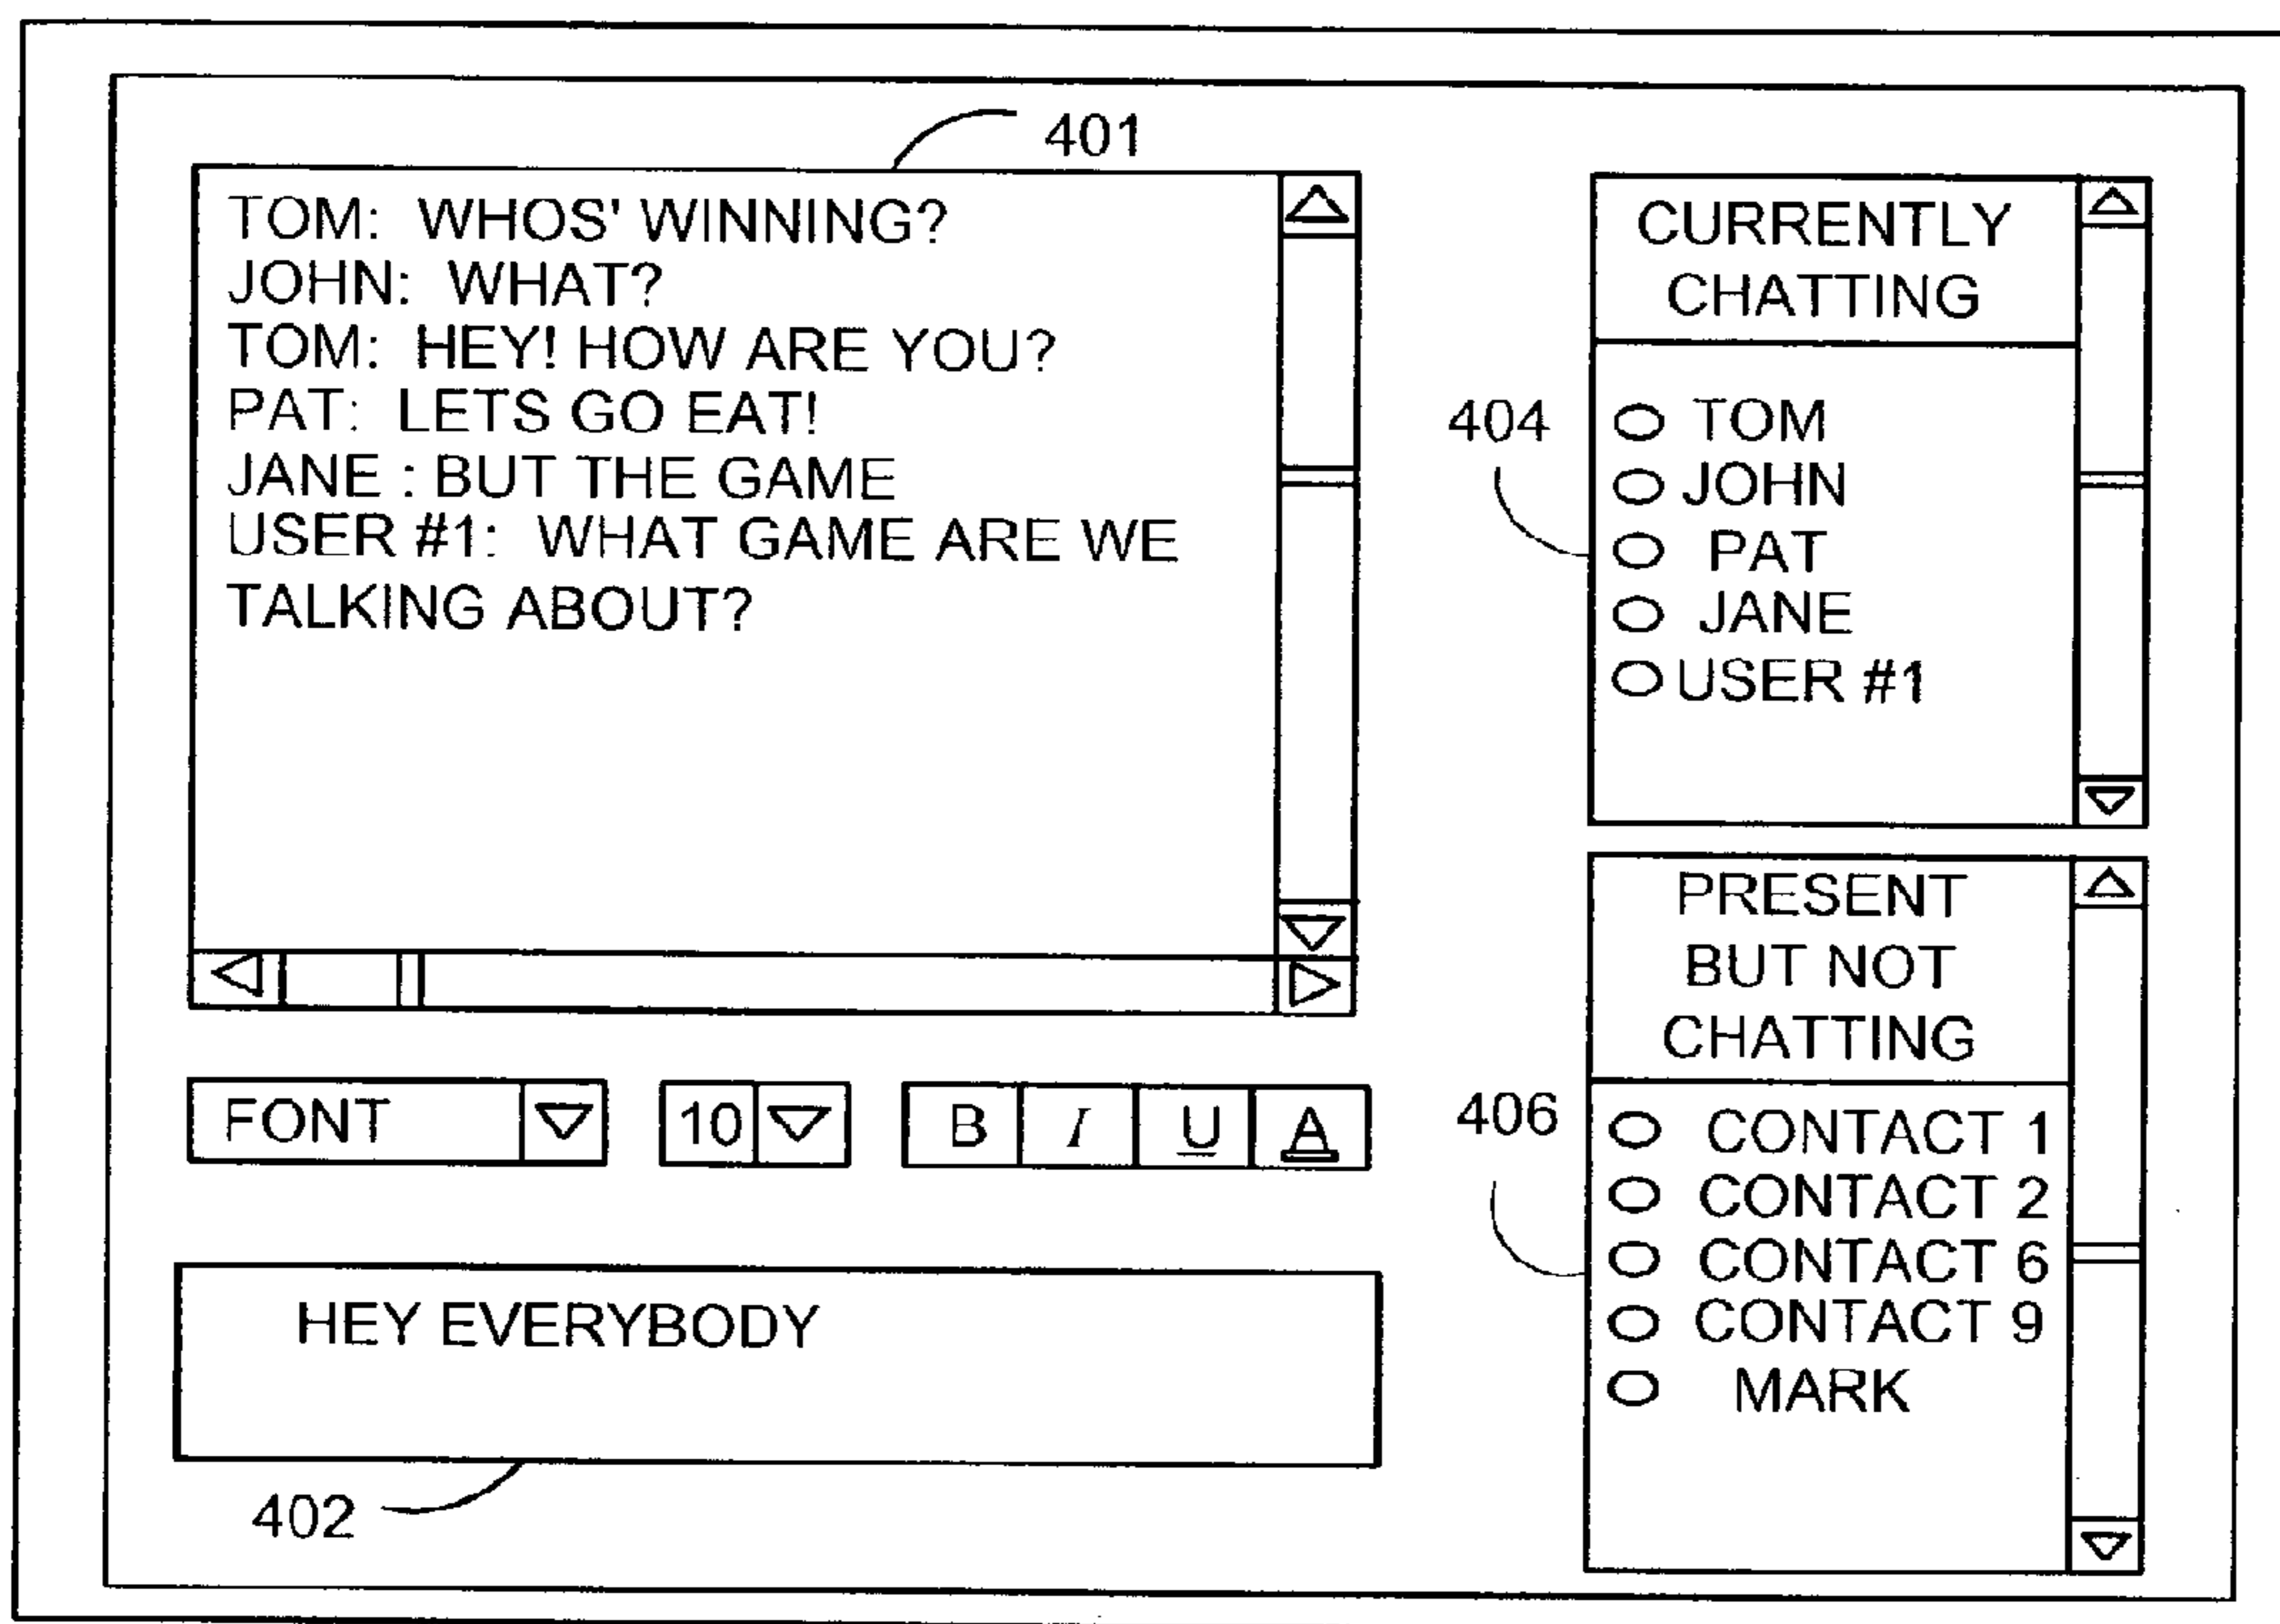 401
TOM: WHOS' WINNING?
JOHN: WHAT?
TOM: HEY! HOW ARE YOU?
PAT: LETS GO EAT!
JANE : BUT THE GAME
USER #1: WHAT GAME ARE WE
TALKING ABOUT?
FONT
10
B I U A
HEY EVERYBODY
402
CURRENTLY
CHATTING
404
TOM
JOHN
PAT
JANE
USER #1
PRESENT
BUT NOT
CHATTING
406
CONTACT 1
CONTACT 2
CONTACT 6
CONTACT 9
MARK